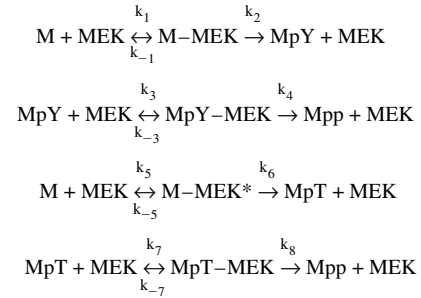 k₁ k₂
M + MEK ↔ M–MEK → MpY + MEK
k₋₁
k₃ k₄
MpY + MEK ↔ MpY–MEK → Mpp + MEK
k₋₃
k₅ k₆
M + MEK ↔ M–MEK* → MpT + MEK
k₋₅
k₇ k₈
MpT + MEK ↔ MpT–MEK → Mpp + MEK
k₋₇